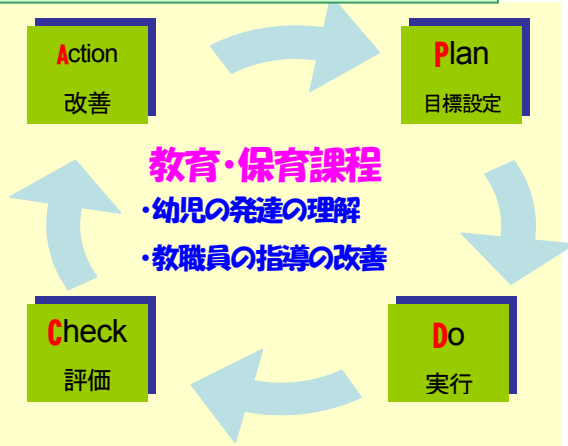 Action
改善
Plan
目標設定
教育・保育課程
・幼児の発達の理解
・教職員の指導の改善
Check
評価
Do
実行